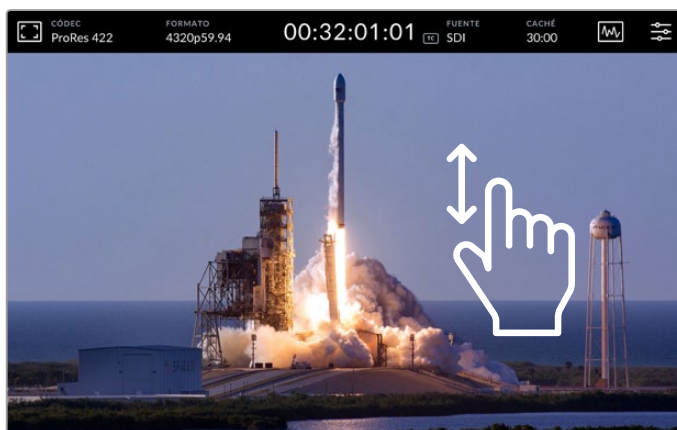 CÓDEC
ProRes 422
FORMATO
4320p59.94
00:32:01:01
TC
FUENTE
SDI
CACHÉ
30:00